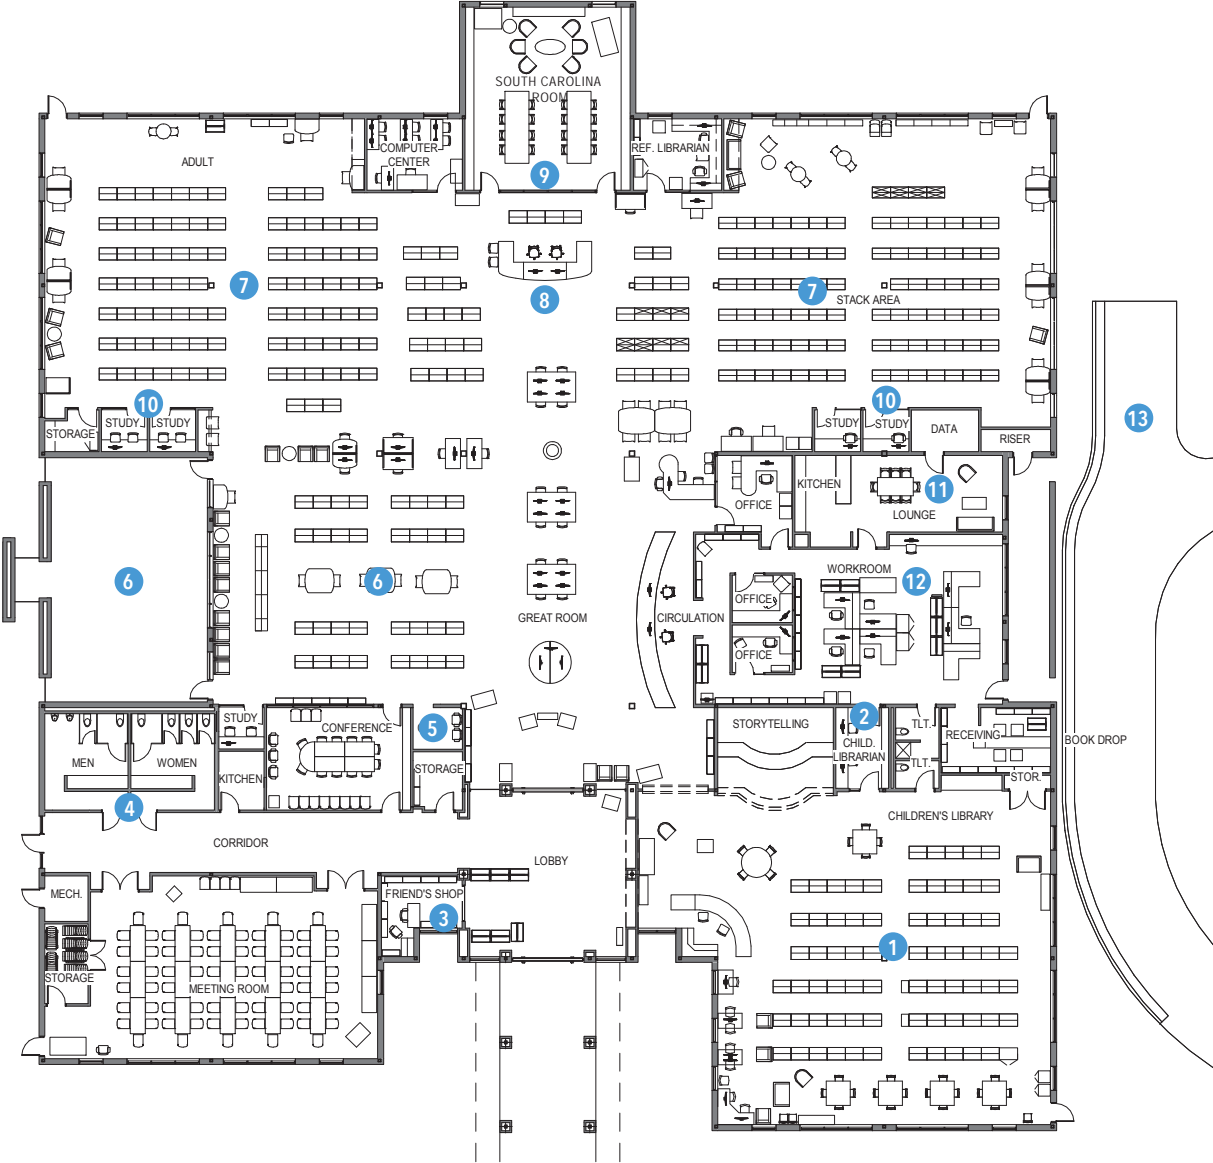 SOUTH CAROLINA
ROOM
ADULT
COMPUTER
CENTER
REF. LIBRARIAN
9
7
8
7
STACK AREA
10
10
STUDY
STUDY
STORAGE
STUDY
STUDY
DATA
RISER
13
KITCHEN
11
LOUNGE
OFFICE
6
6
WORKROOM
12
OFFICE
GREAT ROOM
CIRCULATION
OFFICE
STUDY
CONFERENCE
5
STORYTELLING
2
CHILD.
LIBRARIAN
TLT.
TLT.
RECEIVING
BOOK DROP
MEN
WOMEN
KITCHEN
STORAGE
STOR.
4
CORRIDOR
LOBBY
CHILDREN'S LIBRARY
MECH.
FRIEND'S SHOP
3
1
STORAGE
MEETING ROOM